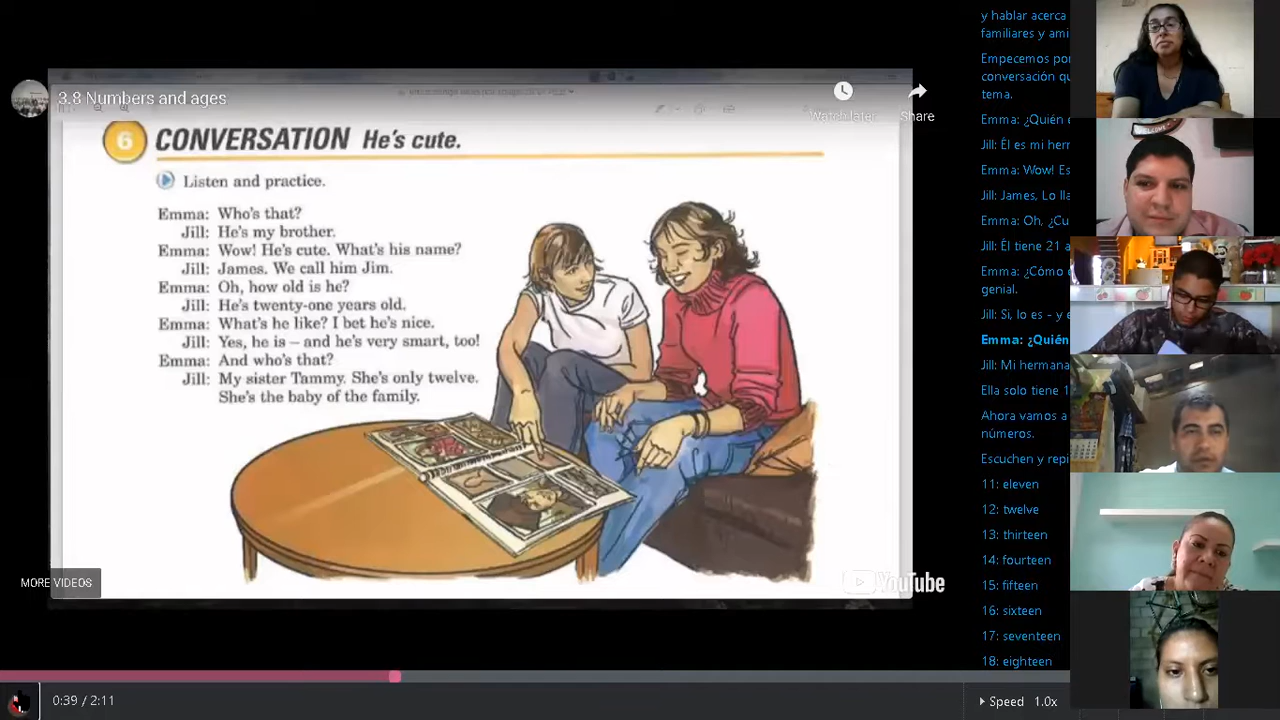 3.8 Numbers and ages
Watch later
Share
6 CONVERSATION He's cute.
Listen and practice.
Emma: Who's that?
Jill: He's my brother.
Emma: Wow! He's cute. What's his name?
Jill: James. We call him Jim.
Emma: Oh, how old is he?
Jill: He's twenty-one years old.
Emma: What's he like? I bet he's nice.
Jill: Yes, he is – and he's very smart, too!
Emma: And who's that?
Jill: My sister Tammy. She's only twelve.
She's the baby of the family.
MORE VIDEOS
YouTube
0:39 / 2:11
Speed 1.0x
y hablar acerca
familiares y ami
Empecemos por
conversación qu
tema.
Emma: ¿Quién e
Jill: Él es mi her
Emma: Wow! Es
Jill: James, Lo lla
Emma: Oh, ¿Cu
Jill: Él tiene 21 a
Emma: ¿Cómo e
genial.
Jill: Si, lo es - y e
Emma: ¿Quién
Jill: Mi hermana
Ella solo tiene 1
Ahora vamos a
números.
Escuchen y repi
11: eleven
12: twelve
13: thirteen
14: fourteen
15: fifteen
16: sixteen
17: seventeen
18: eighteen